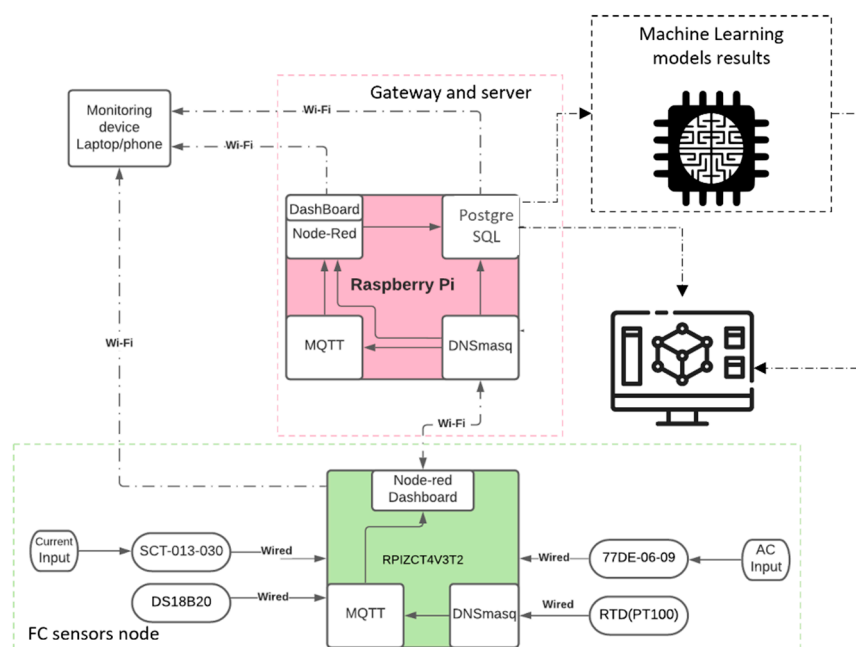 Machine Learning
models results
Gateway and server
Monitoring
device
Laptop/phone
Wi-Fi
Wi-Fi
DashBoard
Node-Red
Postgre
SQL
Raspberry Pi
MQTT
DNSmasq
Wi-Fi
Wi-Fi
Node-red
Dashboard
Current
Input
SCT-013-030
Wired
RPIZCT4V3T2
Wired
77DE-06-09
AC
Input
DS18B20
Wired
MQTT
DNSmasq
Wired
RTD(PT100)
FC sensors node